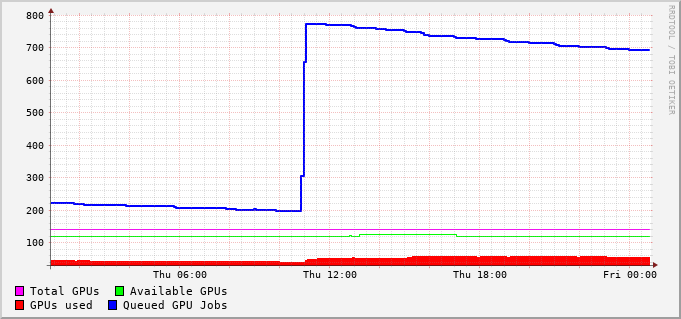 800
700
600
500
400
300
200
100
Thu 06:00 Thu 12:00 Thu 18:00 Fri 00:00
Total GPUs Available GPUs
GPUs used Queued GPU Jobs
RRDTOOL / TOBI OETIKER